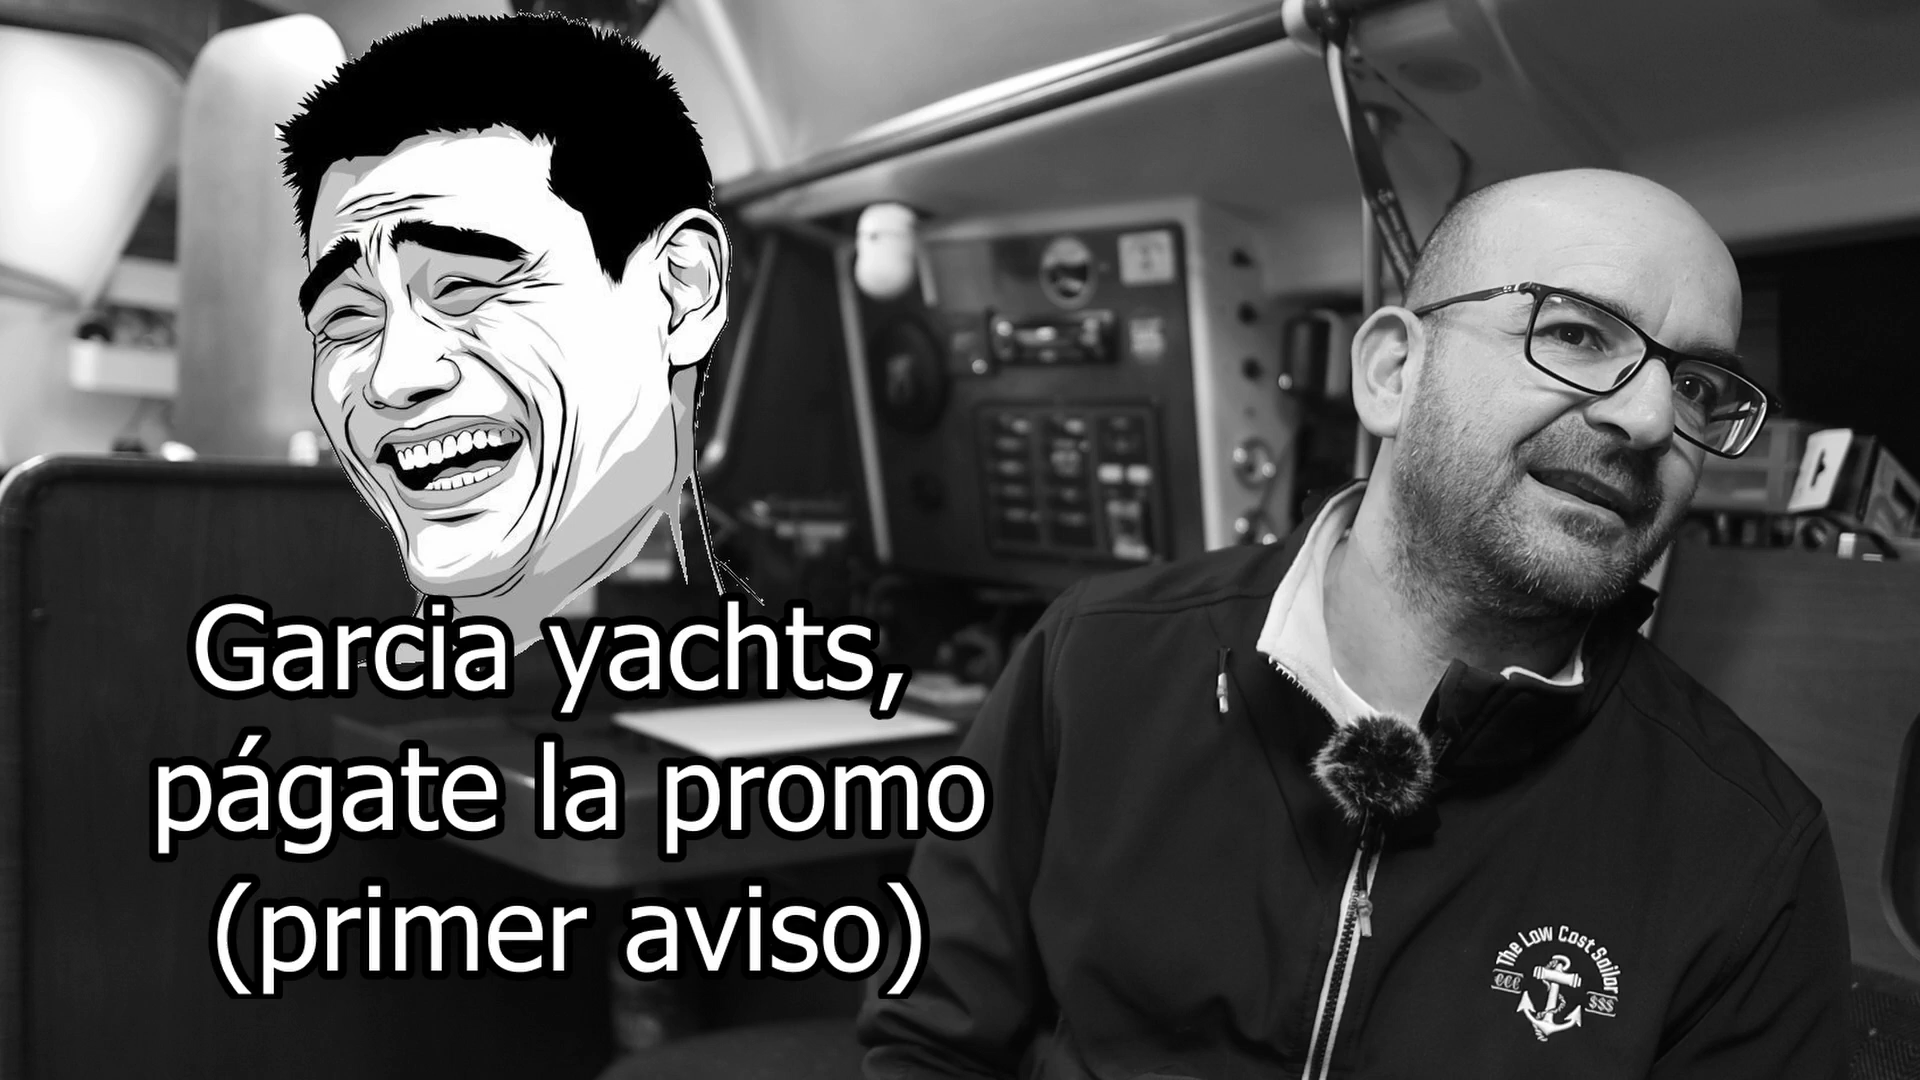 Garcia yachts,
págate la promo
(primer aviso)
The Low Cost Sailor
€€€
$$$